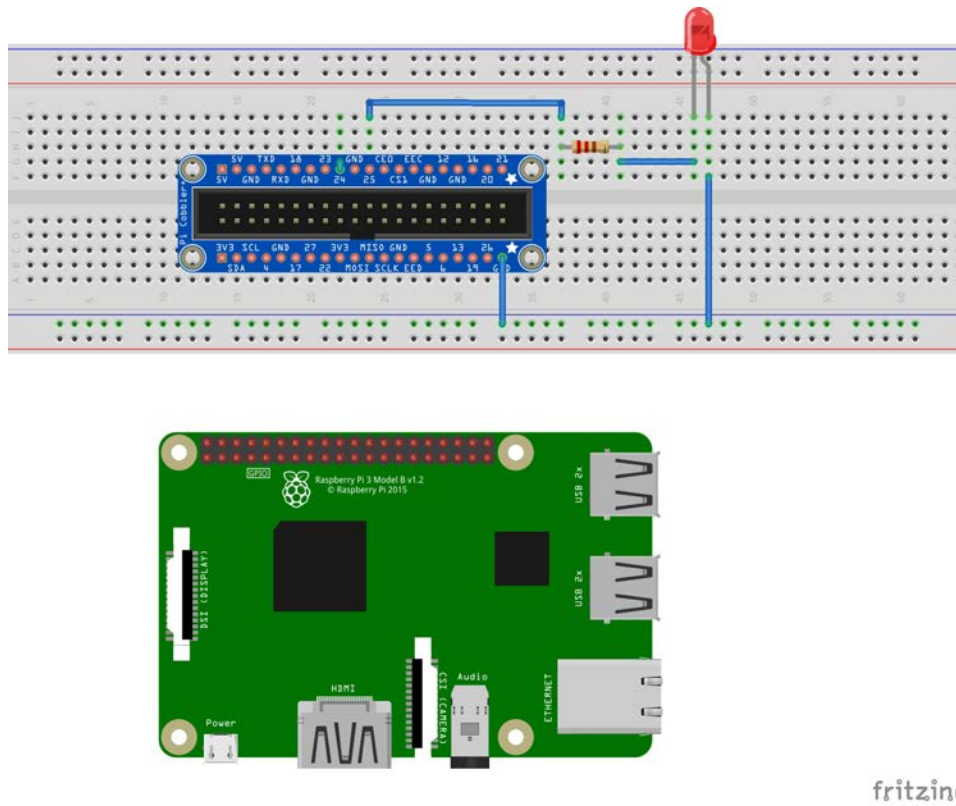 5V TXD 18 23 GND CE0 EEC 12 16 21
5V GND RXD GND 24 25 CS1 GND GND 20
Pi Cobbler+
3V3 SCL GND 27 3V3 MISO GND 5 13 26
SDA 4 17 22 MOSI SCLK EED 6 19
GPIO
Raspberry Pi 3 Model B v1.2
© Raspberry Pi 2015
USB 2x
USB 2x
DSI (DISPLAY)
CSI (CAMERA)
Audio
ETHERNET
HDMI
Power